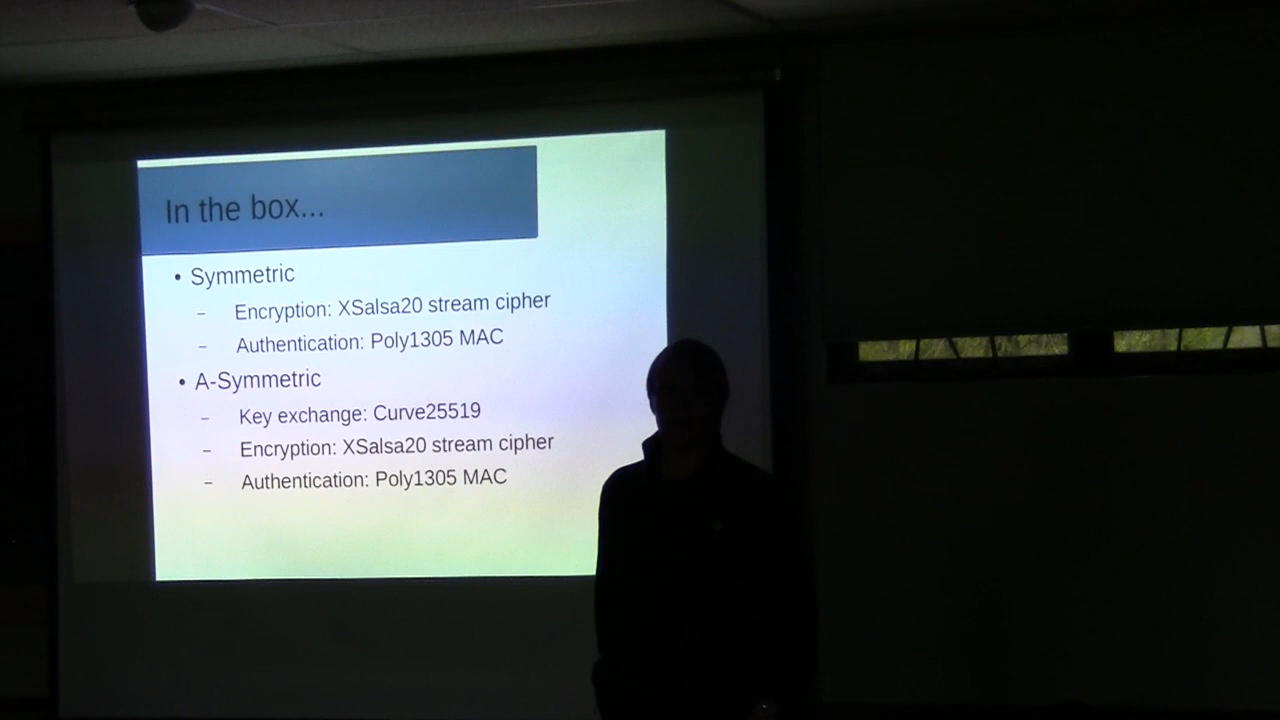 In the box...
• Symmetric
– Encryption: XSalsa20 stream cipher
– Authentication: Poly1305 MAC
• A-Symmetric
– Key exchange: Curve25519
– Encryption: XSalsa20 stream cipher
– Authentication: Poly1305 MAC